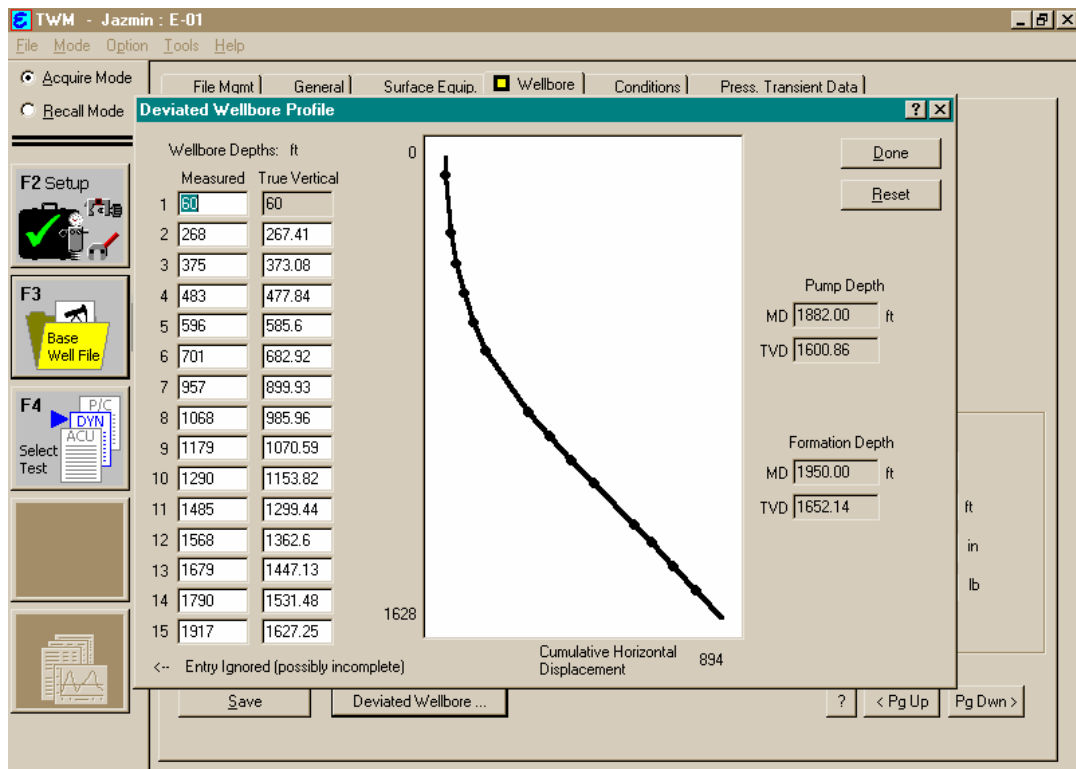 TWM - Jazmin : E-01
File Mode Option Tools Help
Acquire Mode
Recall Mode
File Mgmt General Surface Equip. Wellbore Conditions Press. Transient Data
Deviated Wellbore Profile
Wellbore Depths: ft
Measured True Vertical
1 60 60
2 268 267.41
3 375 373.08
4 483 477.84
5 596 585.6
6 701 682.92
7 957 899.93
8 1068 985.96
9 1179 1070.59
10 1290 1153.82
11 1485 1299.44
12 1568 1362.6
13 1679 1447.13
14 1790 1531.48
15 1917 1627.25
<-- Entry Ignored (possibly incomplete)
0
1628
Cumulative Horizontal
Displacement
894
Done
Reset
Pump Depth
MD 1882.00 ft
TVD 1600.86
Formation Depth
MD 1950.00 ft
TVD 1652.14
ft
in
lb
F2 Setup
F3
Base
Well File
F4
P/C
DYN
ACU
Select
Test
Save
Deviated Wellbore ...
?
< Pg Up
Pg Dwn >